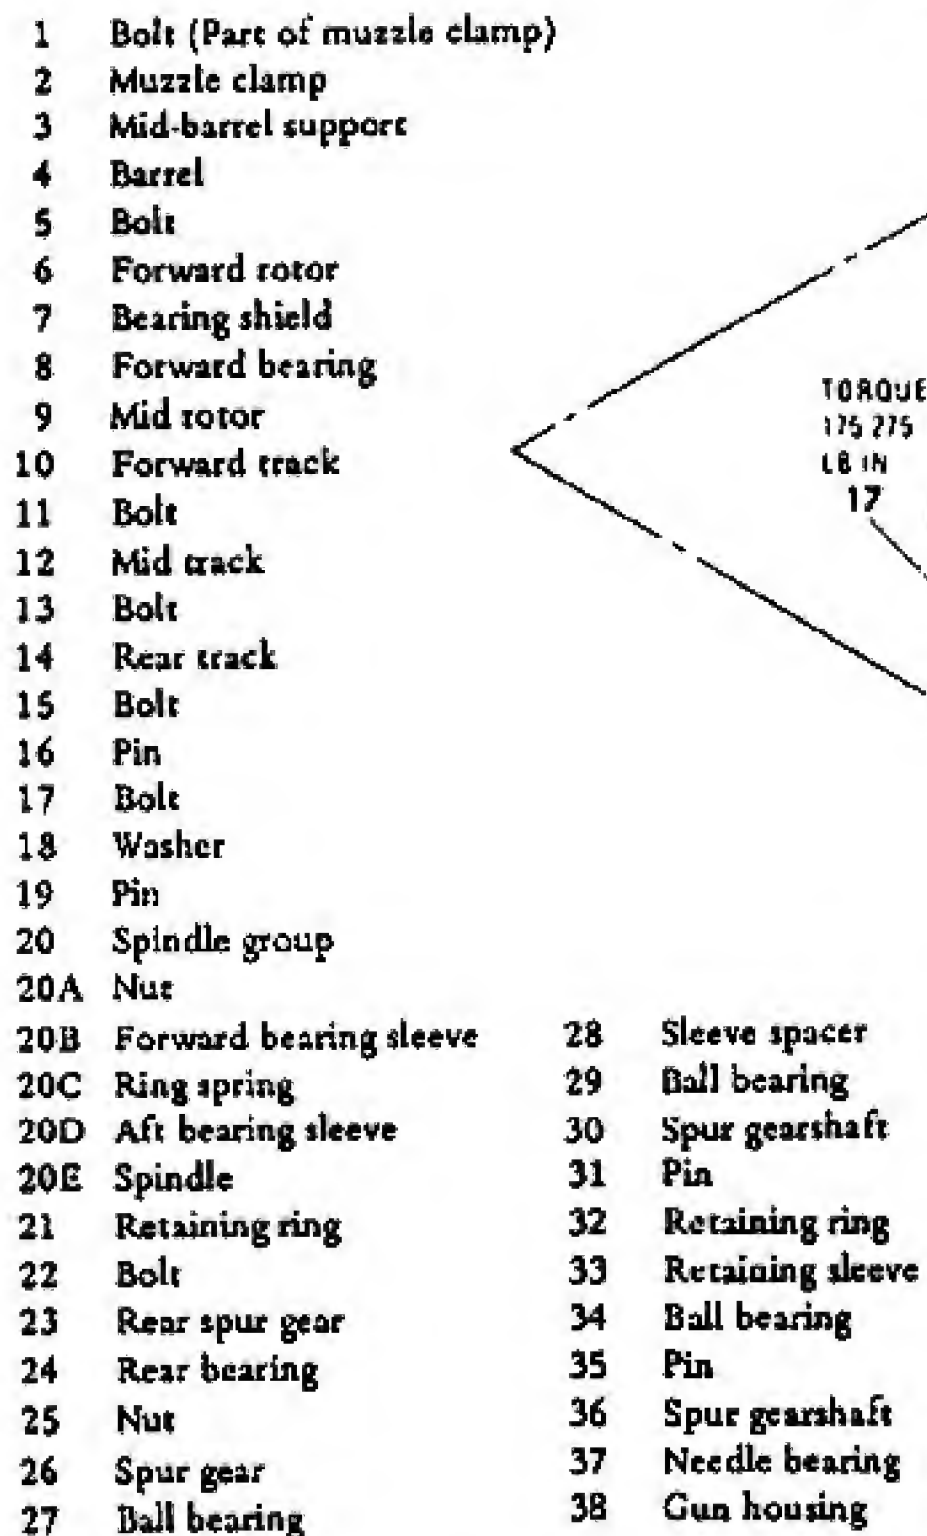 1 Bolt (Part of muzzle clamp)
2 Muzzle clamp
3 Mid-barrel support
4 Barrel
5 Bolt
6 Forward rotor
7 Bearing shield
8 Forward bearing
9 Mid rotor
10 Forward track
11 Bolt
12 Mid track
13 Bolt
14 Rear track
15 Bolt
16 Pin
17 Bolt
18 Washer
19 Pin
20 Spindle group
20A Nut
20B Forward bearing sleeve
20C Ring spring
20D Aft bearing sleeve
20E Spindle
21 Retaining ring
22 Bolt
23 Rear spur gear
24 Rear bearing
25 Nut
26 Spur gear
27 Ball bearing
28 Sleeve spacer
29 Ball bearing
30 Spur gearshaft
31 Pin
32 Retaining ring
33 Retaining sleeve
34 Ball bearing
35 Pin
36 Spur gearshaft
37 Needle bearing
38 Gun housing
TORQUE
175 275
LB IN
17